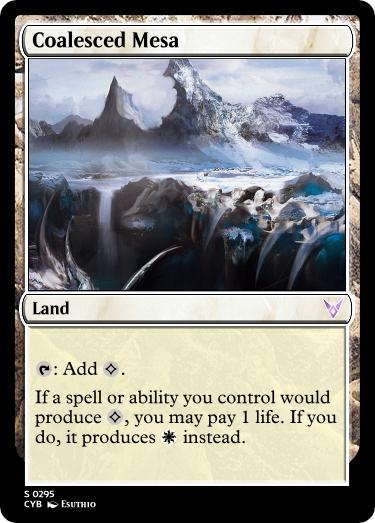 Coalesced Mesa
Land
: Add .
If a spell or ability you control would
produce , you may pay 1 life. If you
do, it produces instead.
S 0295
CYB Esuthio